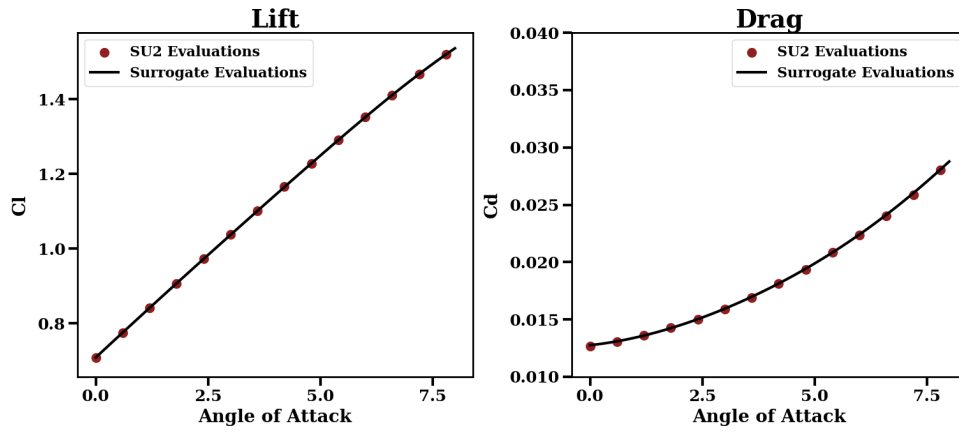 Lift
SU2 Evaluations
Surrogate Evaluations
1.4
1.2
1.0
0.8
Cl
0.0
2.5
5.0
7.5
Angle of Attack
Drag
SU2 Evaluations
Surrogate Evaluations
0.040
0.035
0.030
0.025
0.020
0.015
0.010
Cd
0.0
2.5
5.0
7.5
Angle of Attack